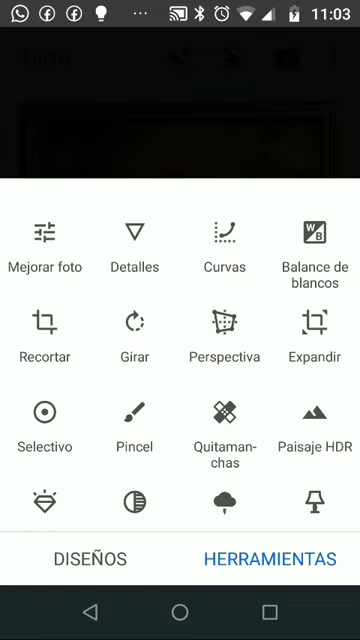 11:03
Mejorar foto
Detalles
Curvas
Balance de
blancos
Recortar
Girar
Perspectiva
Expandir
Selectivo
Pincel
Quitaman-
chas
Paisaje HDR
DISEÑOS
HERRAMIENTAS